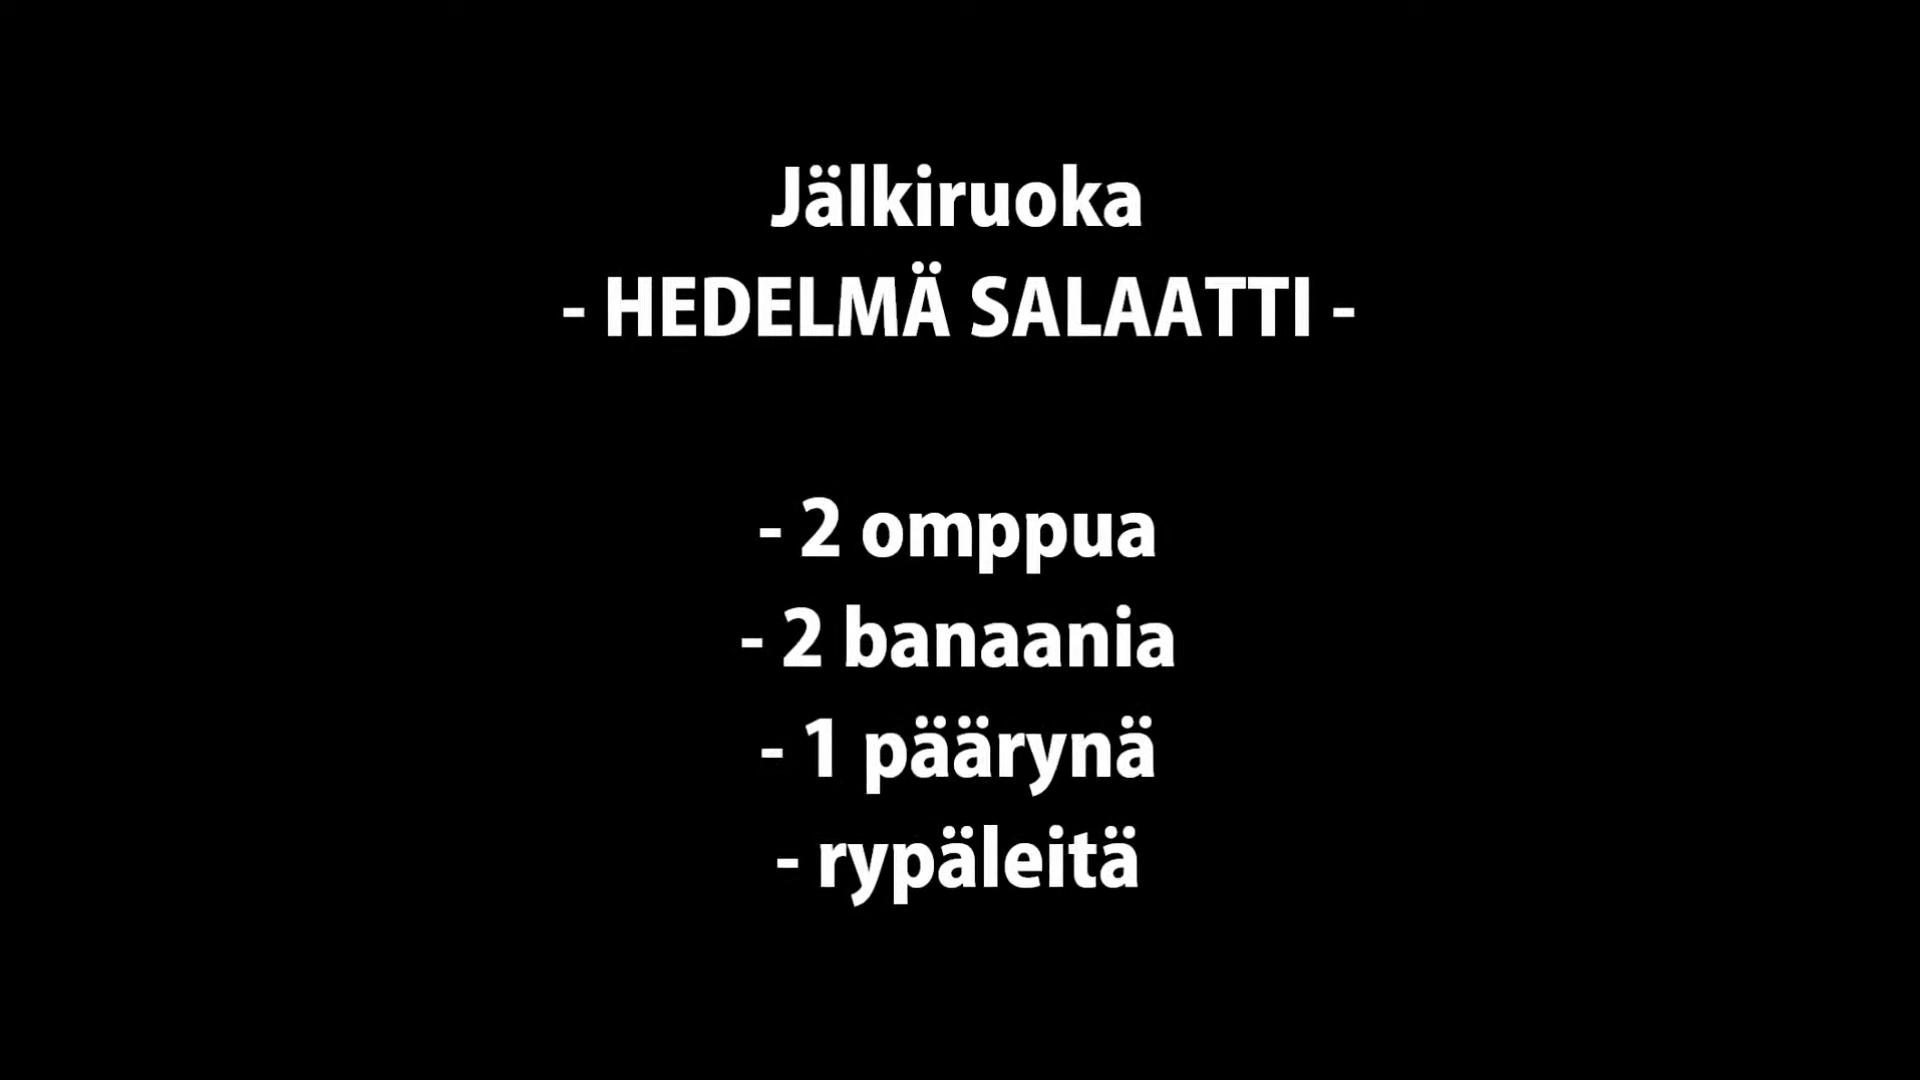 Jälkiruoka
- HEDELMÄ SALAATTI -
- 2 omppua
- 2 banaania
- 1 päärynä
- rypäleitä